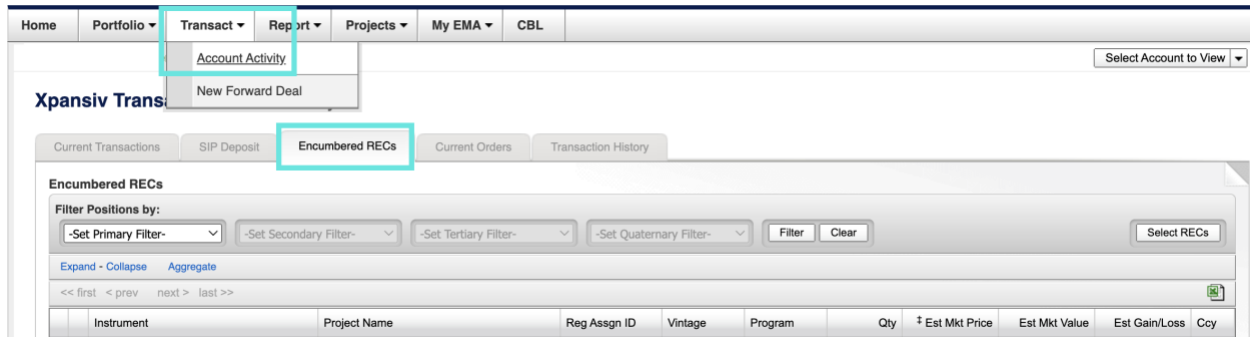 Home Portfolio Transact Report Projects My EMA CBL
Account Activity
Select Account to View
New Forward Deal
Xpansiv Trans
Current Transactions SIP Deposit Encumbered RECs Current Orders Transaction History
Encumbered RECs
Filter Positions by:
-Set Primary Filter- -Set Secondary Filter- -Set Tertiary Filter- -Set Quaternary Filter- Filter Clear Select RECs
Expand - Collapse Aggregate
<< first < prev next > last >>
Instrument Project Name Reg Assgn ID Vintage Program Qty ‡ Est Mkt Price Est Mkt Value Est Gain/Loss Ccy